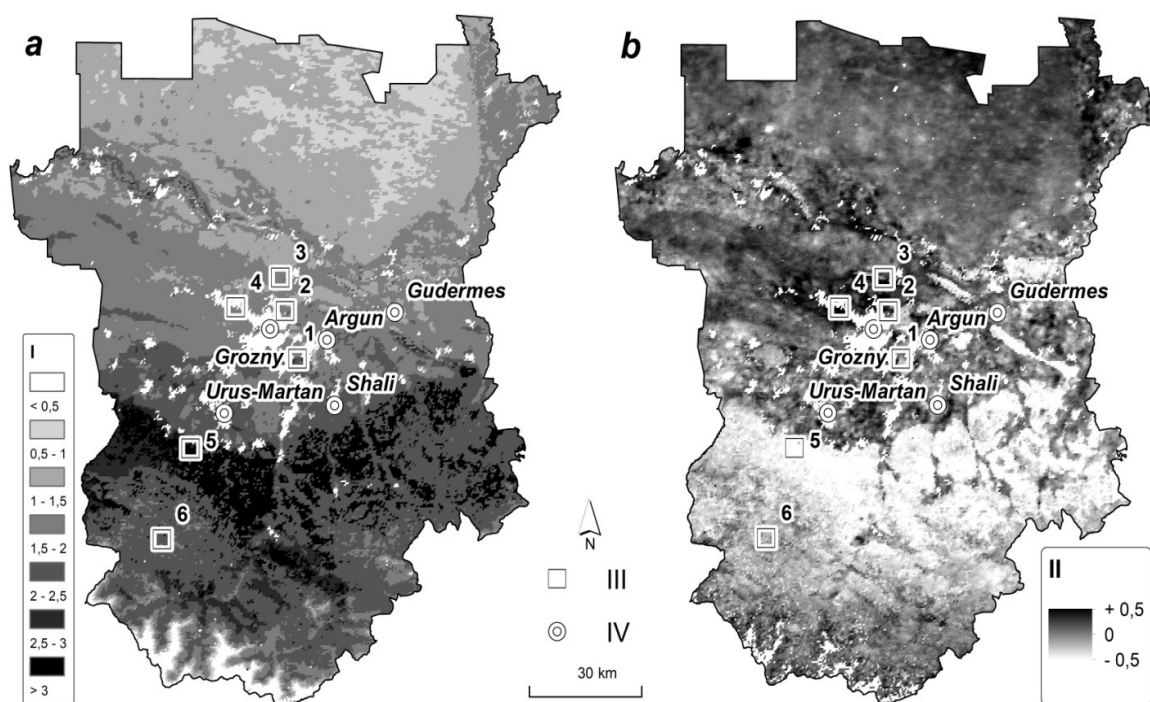 a
3
4
2
Gudermes
Argun
1
Grozny
Urus-Martan
Shali
5
6
I
< 0,5
0,5 - 1
1 - 1,5
1,5 - 2
2 - 2,5
2,5 - 3
> 3
N
III
IV
30 km
b
3
4
2
Gudermes
Argun
1
Grozny
Urus-Martan
Shali
5
6
II
+ 0,5
0
- 0,5